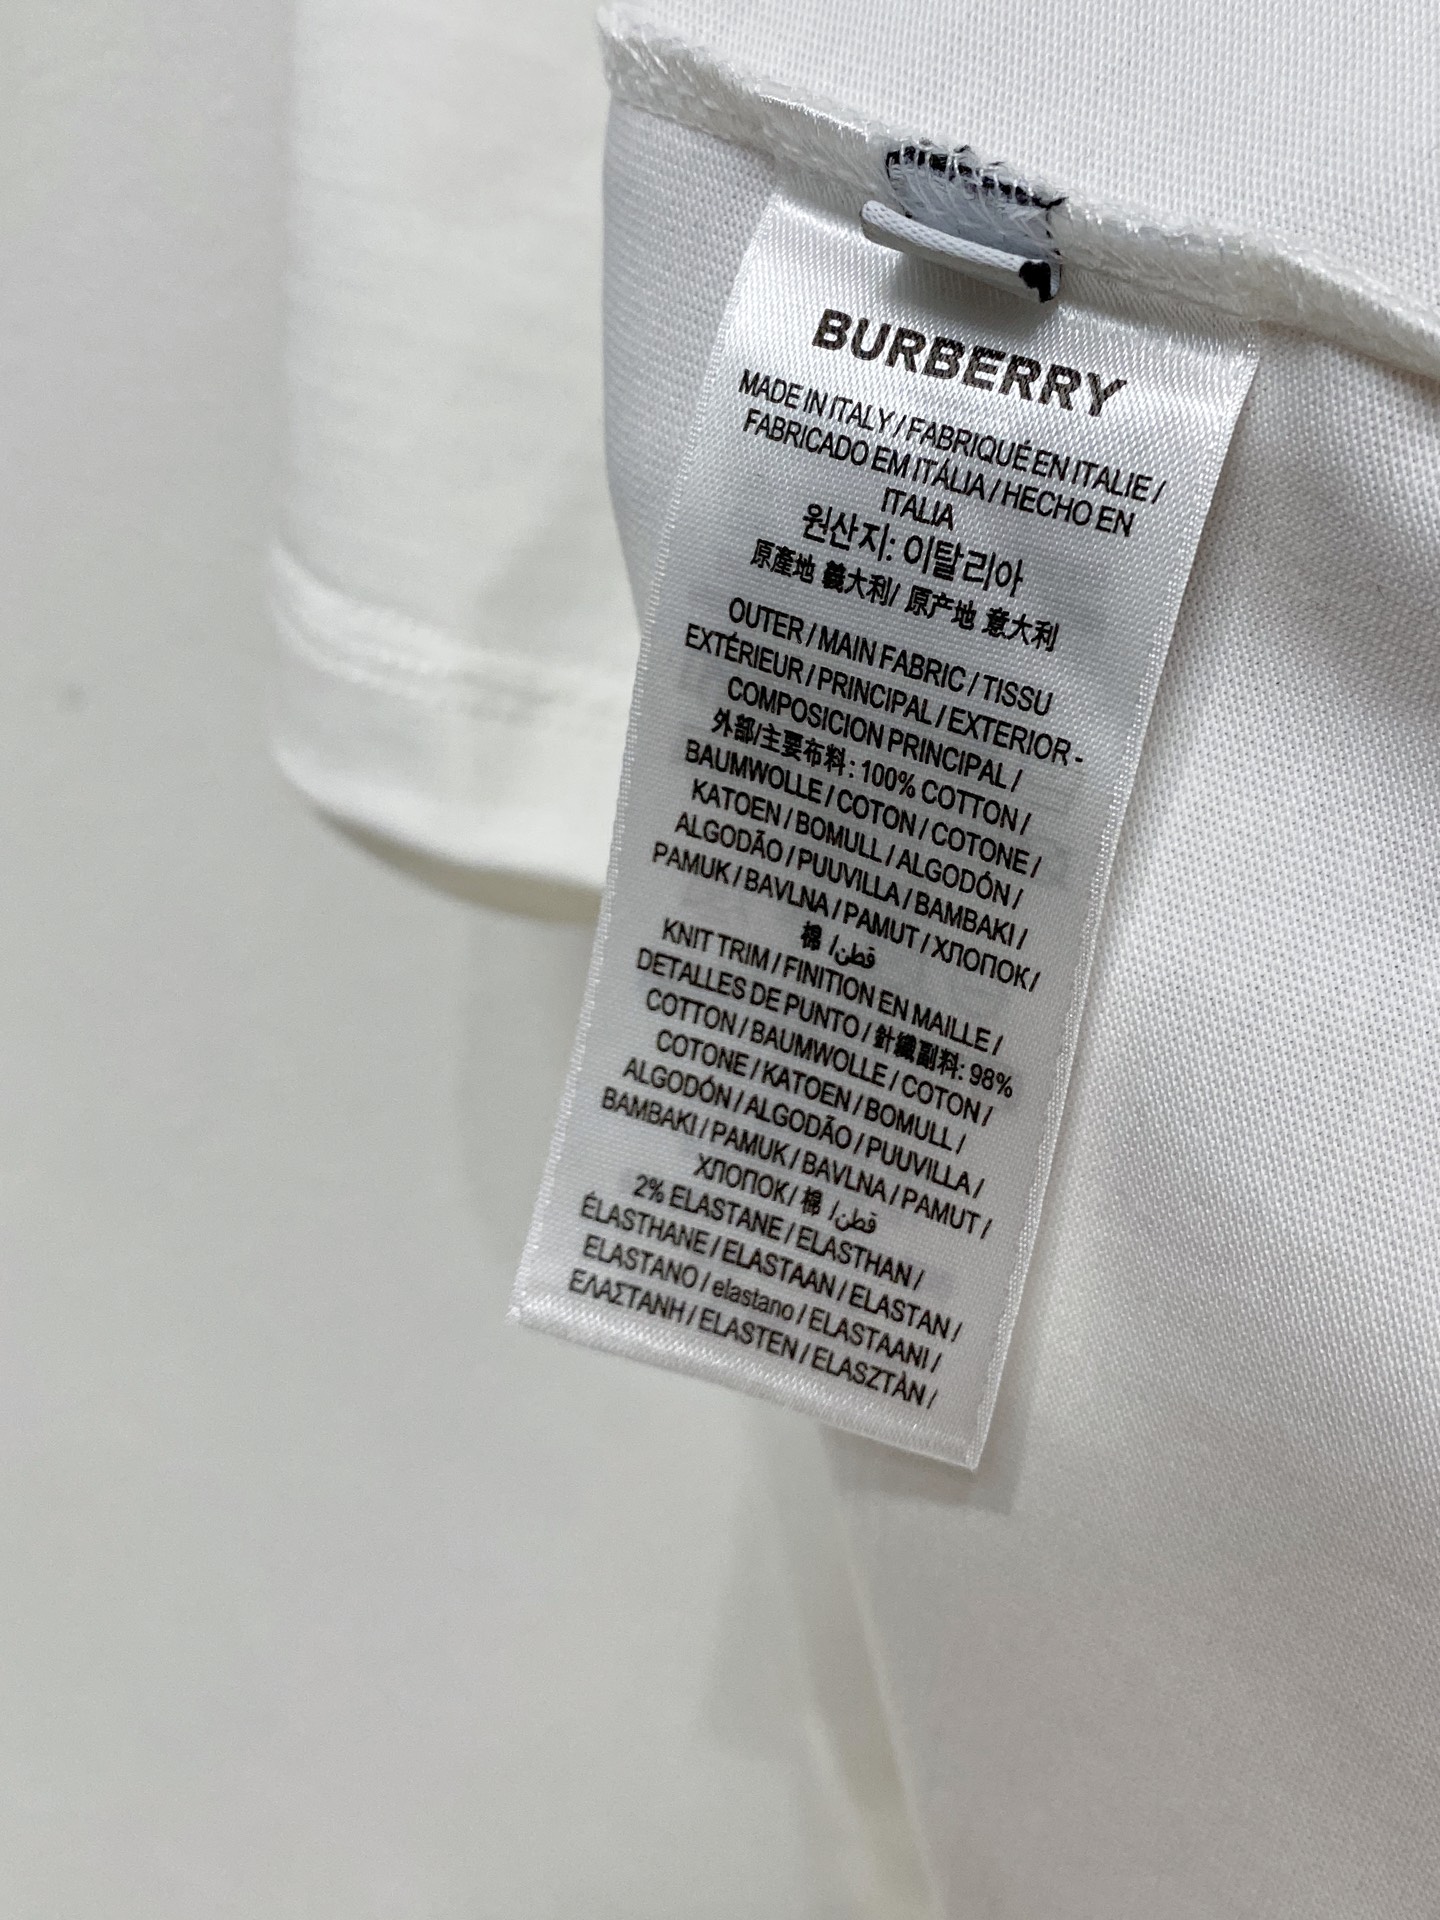 BURBERRY
MADE IN ITALY / FABRIQUÉ EN ITALIE /
FABRICADO EM ITÁLIA / HECHO EN
ITALIA
원산지: 이탈리아
原產地 義大利/ 原产地 意大利
OUTER / MAIN FABRIC / TISSU
EXTÉRIEUR / PRINCIPAL / EXTERIOR -
COMPOSICION PRINCIPAL /
外部/主要布料: 100% COTTON /
BAUMWOLLE / COTON / COTONE /
KATOEN / BOMULL / ALGODÓN /
ALGODÃO / PUUVILLA / BAMBAKI /
PAMUK / BAVLNA / PAMUT / ХЛОПОК /
棉 / قطن
KNIT TRIM / FINITION EN MAILLE /
DETALLES DE PUNTO / 針織副料: 98%
COTTON / BAUMWOLLE / COTON /
COTONE / KATOEN / BOMULL /
ALGODÓN / ALGODÃO / PUUVILLA /
BAMBAKI / PAMUK / BAVLNA / PAMUT /
ХЛОПОК / 棉 / قطن
2% ELASTANE / ELASTHAN /
ÉLASTHANE / ELASTAAN / ELASTAN /
ELASTANO / elastano / ELASTAANI /
ΕΛΑΣΤΑΝΗ / ELASTEN / ELASZTÀN /